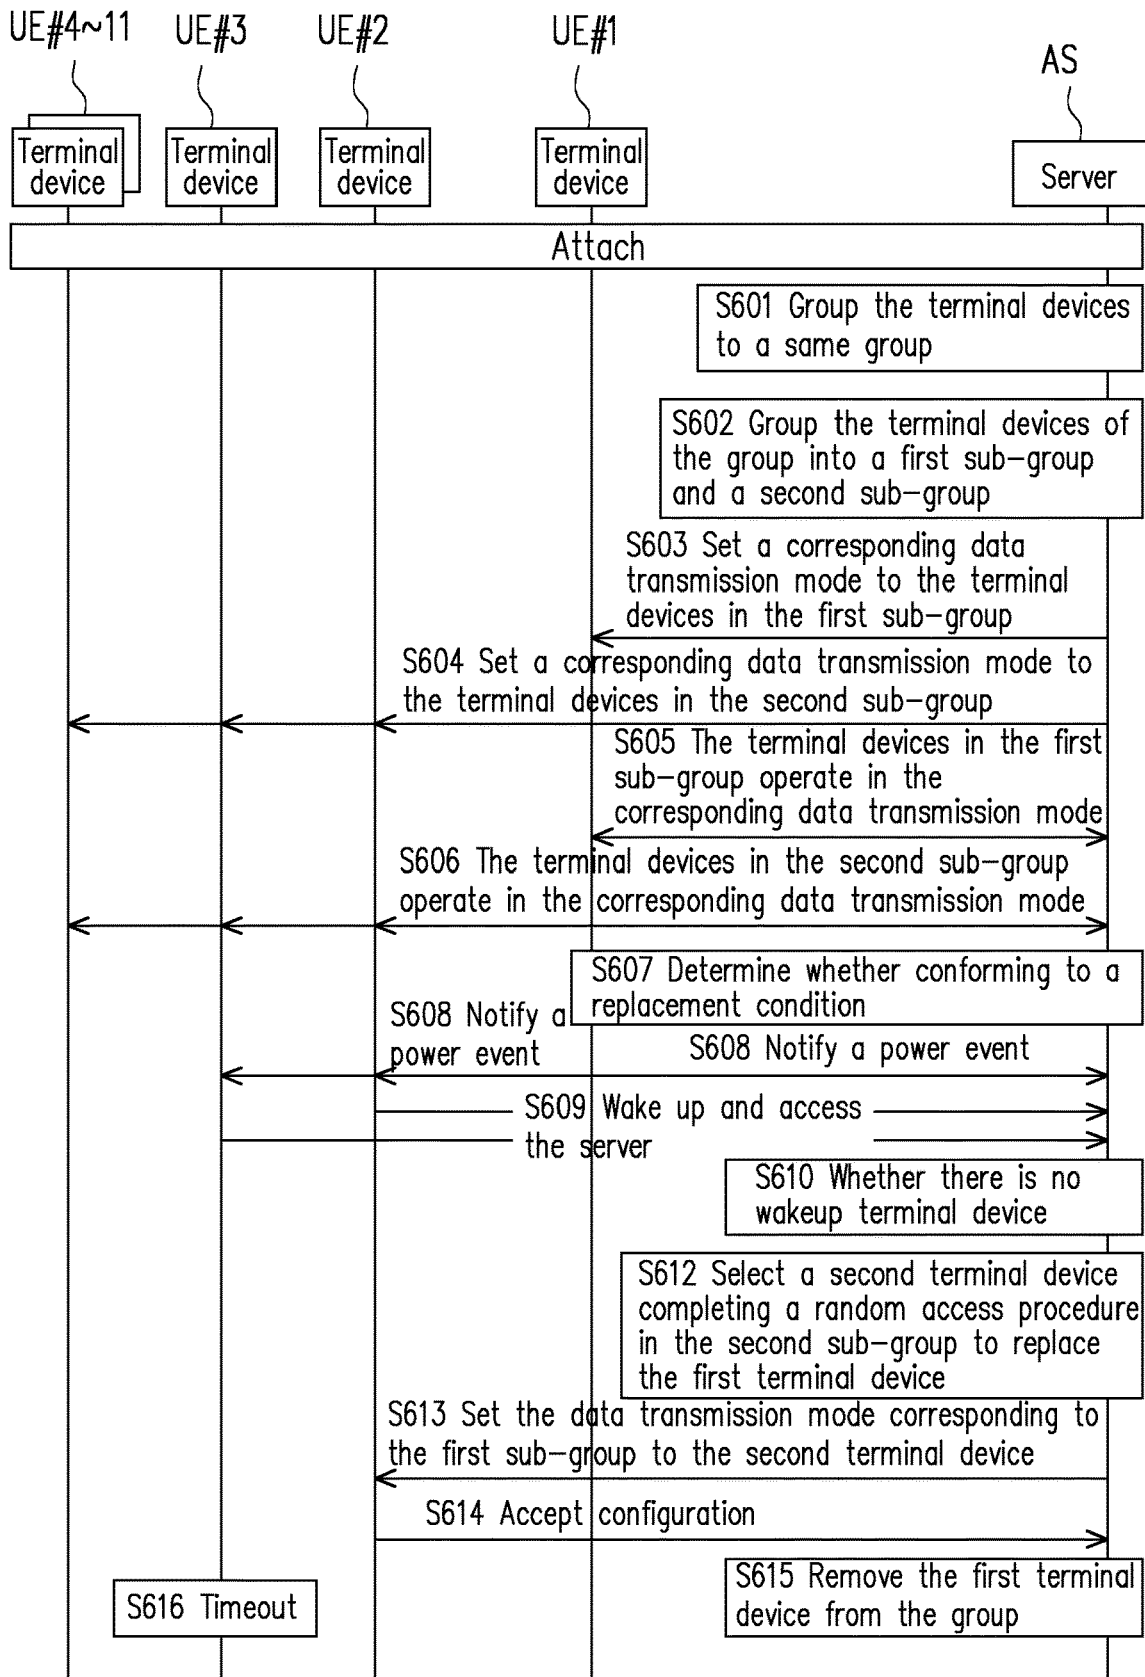 UE#4~11
UE#3
UE#2
UE#1
AS
Terminal
device
Terminal
device
Terminal
device
Terminal
device
Server
Attach
S601 Group the terminal devices
to a same group
S602 Group the terminal devices of
the group into a first sub-group
and a second sub-group
S603 Set a corresponding data
transmission mode to the terminal
devices in the first sub-group
S604 Set a corresponding data transmission mode to
the terminal devices in the second sub-group
S605 The terminal devices in the first
sub-group operate in the
corresponding data transmission mode
S606 The terminal devices in the second sub-group
operate in the corresponding data transmission mode
S607 Determine whether conforming to a
replacement condition
S608 Notify a
power event
S608 Notify a power event
S609 Wake up and access
the server
S610 Whether there is no
wakeup terminal device
S612 Select a second terminal device
completing a random access procedure
in the second sub-group to replace
the first terminal device
S613 Set the data transmission mode corresponding to
the first sub-group to the second terminal device
S614 Accept configuration
S615 Remove the first terminal
device from the group
S616 Timeout